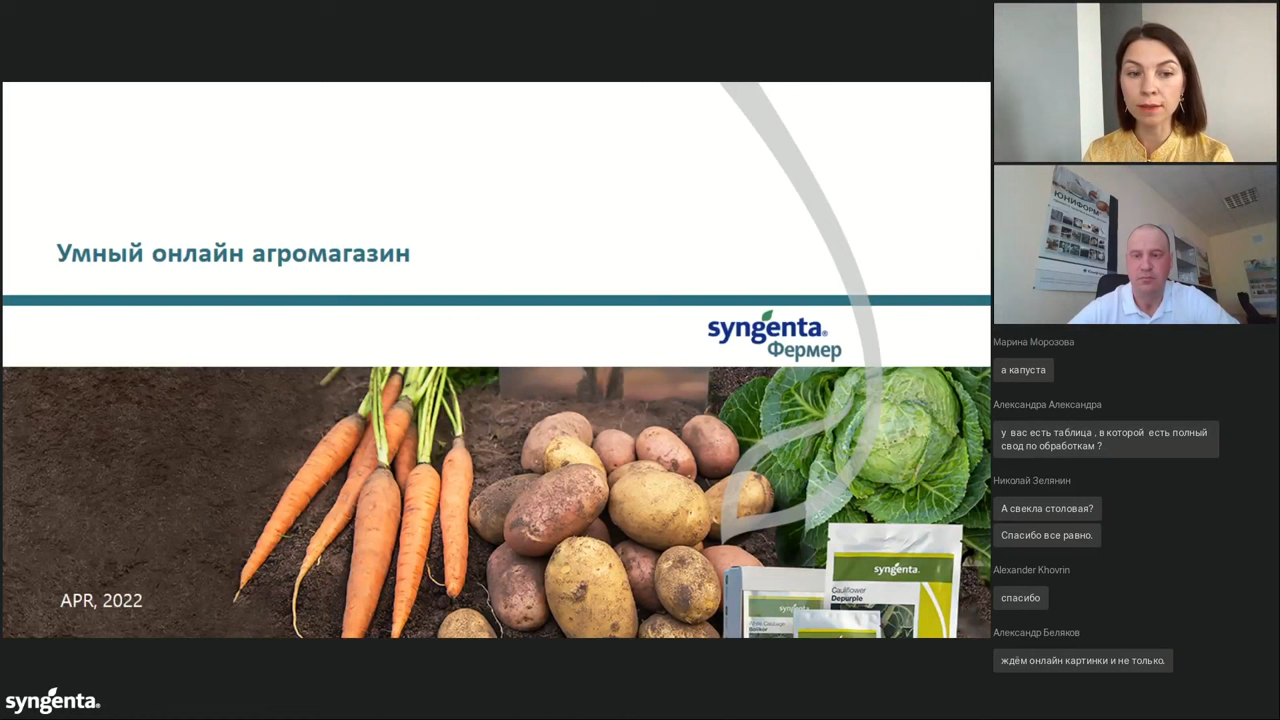 Умный онлайн агромагазин
syngenta®
Фермер
APR, 2022
syngenta.
Cauliflower
Depurple
syngenta
White Cabbage
syngenta.
syngenta®
ЮНИФОРМ
Марина Морозова
а капуста
Александра Александра
у вас есть таблица , в которой есть полный
свод по обработкам ?
Николай Зелянин
А свекла столовая?
Спасибо все равно.
Alexander Khovrin
спасибо
Александр Беляков
ждём онлайн картинки и не только.